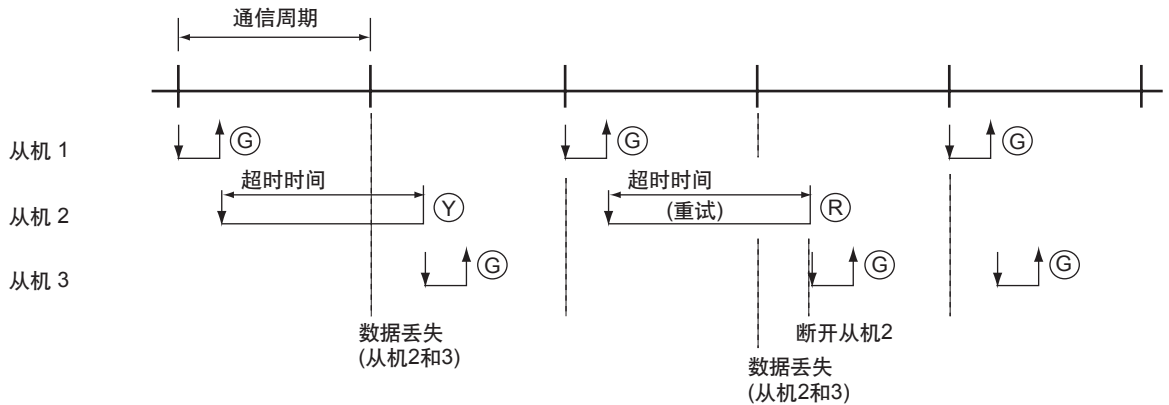 通信周期
从机 1
G
G
G
超时时间
超时时间
从机 2
Y
(重试)
R
从机 3
G
G
G
数据丢失
(从机2和3)
断开从机2
数据丢失
(从机2和3)